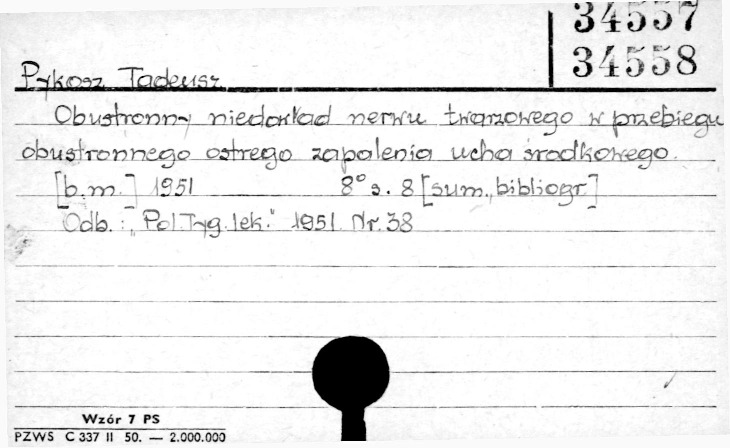 34557
34558
Pykosz Tadeusz
Obustronny niedowład nerwu twarzowego w przebiegu
obustronnego ostrego zapalenia ucha środkowego.
[b.m.] 1951 8° s. 8 [sum., bibliogr]
Odb.: „Pol. Tyg. lek." 1951. Nr. 38
Wzór 7 PS
PZWS C 337 II 50. — 2.000.000